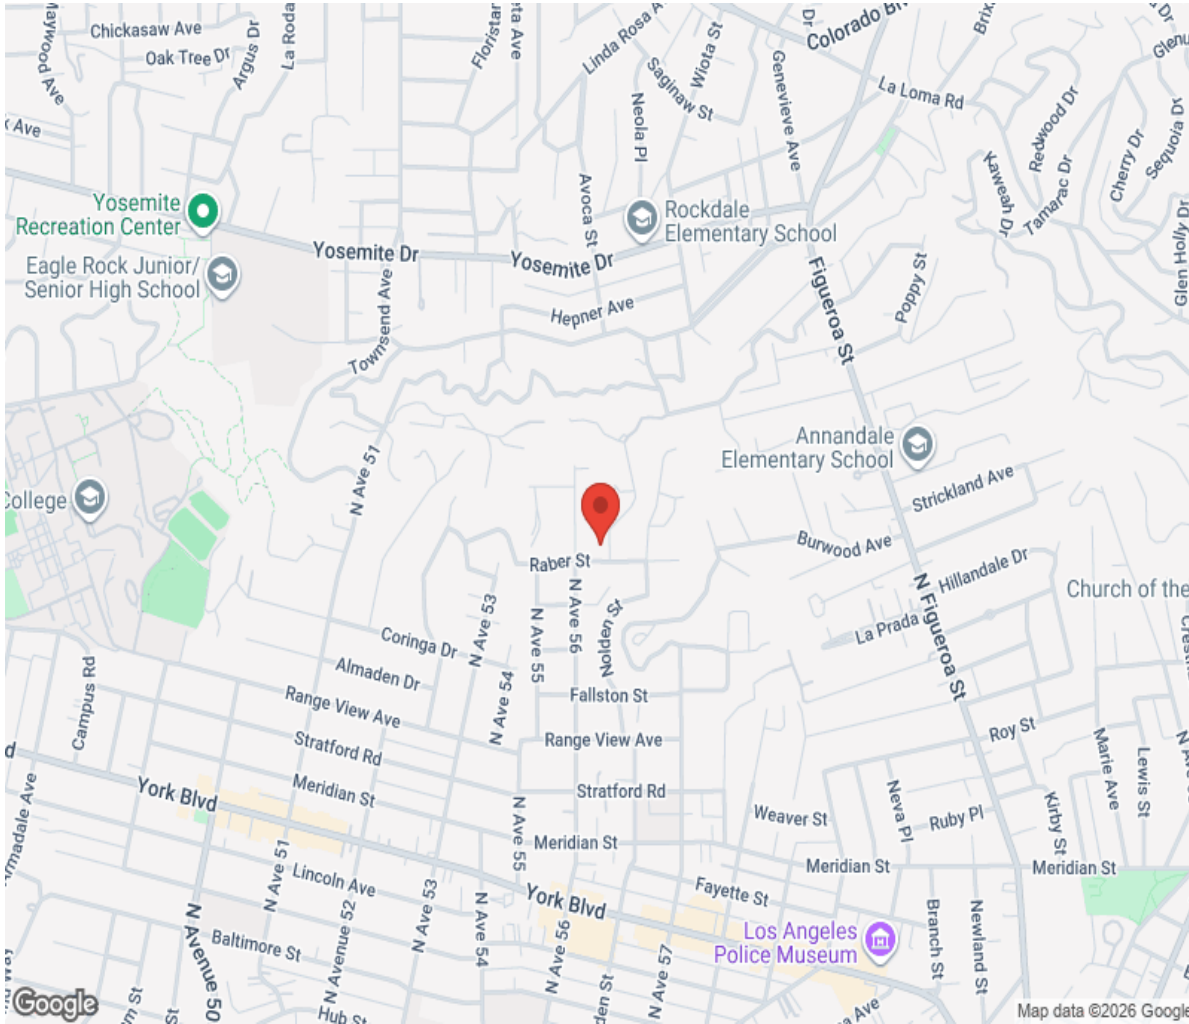 Chickasaw Ave
Oak Tree Dr
Argus Dr
La Roda
Maywood Ave
Floristan
Linda Rosa A
Saginaw St
Wiota St
Neola Pl
Dr
Genevieve Ave
Colorado
La Loma Rd
Redwood Dr
Cherry Dr
Sequoia Dr
Kaweah Dr
Tamarac Dr
Glen Holly Dr
Yosemite
Recreation Center
Eagle Rock Junior/
Senior High School
Yosemite Dr
Yosemite Dr
Avoca St
Rockdale
Elementary School
Townsend Ave
Hepner Ave
Figueroa St
Poppy St
Annandale
Elementary School
Strickland Ave
College
N Ave 51
Raber St
Burwood Ave
Hillandale Dr
N Figueroa St
La Prada
Church of the
N Ave 53
N Ave 55
N Ave 56
Nolden St
Coringa Dr
Almaden Dr
Range View Ave
N Ave 54
Fallston St
Campus Rd
Range View Ave
Roy St
Stratford Rd
Meridian St
Stratford Rd
Marie Ave
Lewis St
York Blvd
N Ave 55
Weaver St
Neva Pl
Ruby Pl
Kirby St
Meridian St
Meridian St
Meridian St
N Ave 51
Lincoln Ave
N Ave 53
York Blvd
Fayette St
N Avenue 50
Baltimore St
N Avenue 52
N Ave 54
N Ave 56
N Ave 57
Los Angeles
Police Museum
Branch St
Newland St
Hub St
Google
Map data ©2026 Google